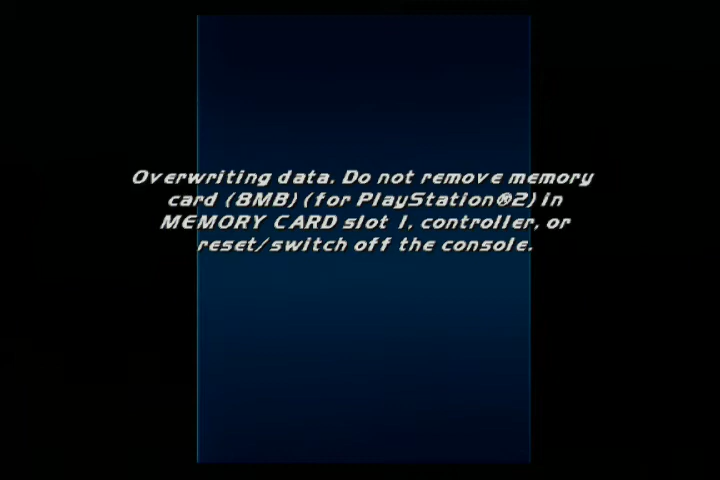 Overwriting data. Do not remove memory
card (8MB) (for PlayStation®2) in
MEMORY CARD slot 1, controller, or
reset/switch off the console.